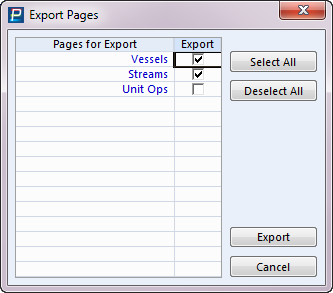 Export Pages
Pages for Export Export
Vessels
Streams
Unit Ops
Select All
Deselect All
Export
Cancel